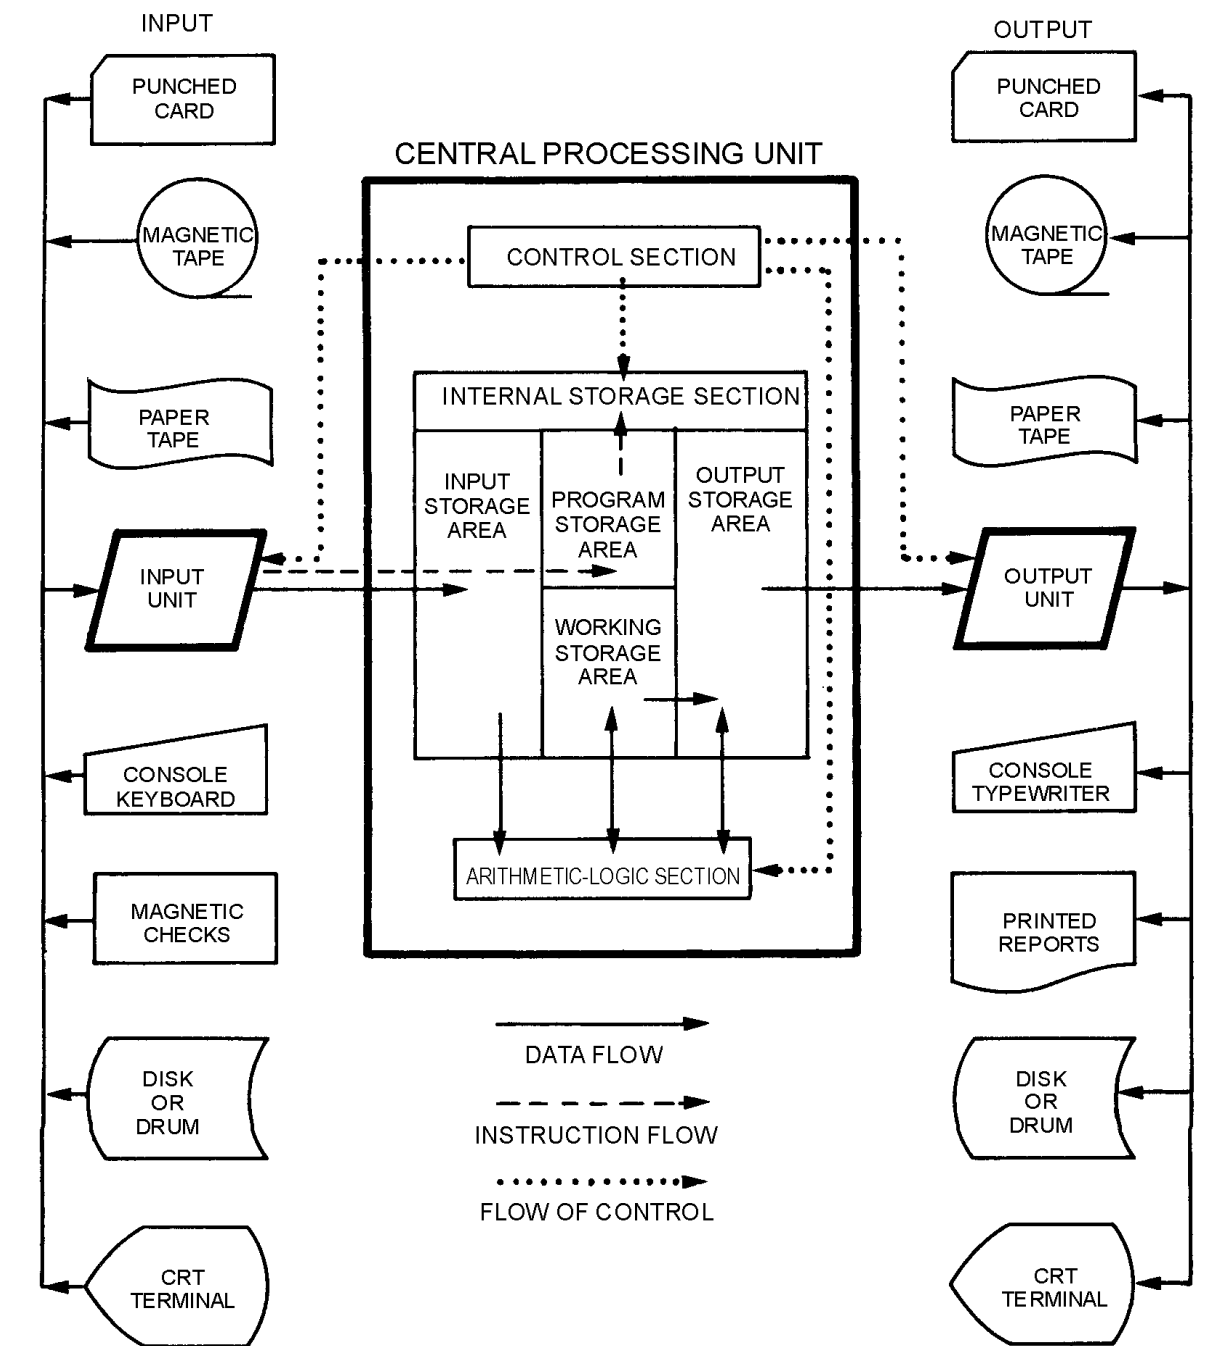 INPUT
PUNCHED
CARD
MAGNETIC
TAPE
PAPER
TAPE
INPUT
UNIT
CONSOLE
KEYBOARD
MAGNETIC
CHECKS
DISK
OR
DRUM
CRT
TERMINAL
CENTRAL PROCESSING UNIT
CONTROL SECTION
INTERNAL STORAGE SECTION
INPUT
STORAGE
AREA
PROGRAM
STORAGE
AREA
WORKING
STORAGE
AREA
OUTPUT
STORAGE
AREA
ARITHMETIC-LOGIC SECTION
DATA FLOW
INSTRUCTION FLOW
FLOW OF CONTROL
OUTPUT
PUNCHED
CARD
MAGNETIC
TAPE
PAPER
TAPE
OUTPUT
UNIT
CONSOLE
TYPEWRITER
PRINTED
REPORTS
DISK
OR
DRUM
CRT
TERMINAL